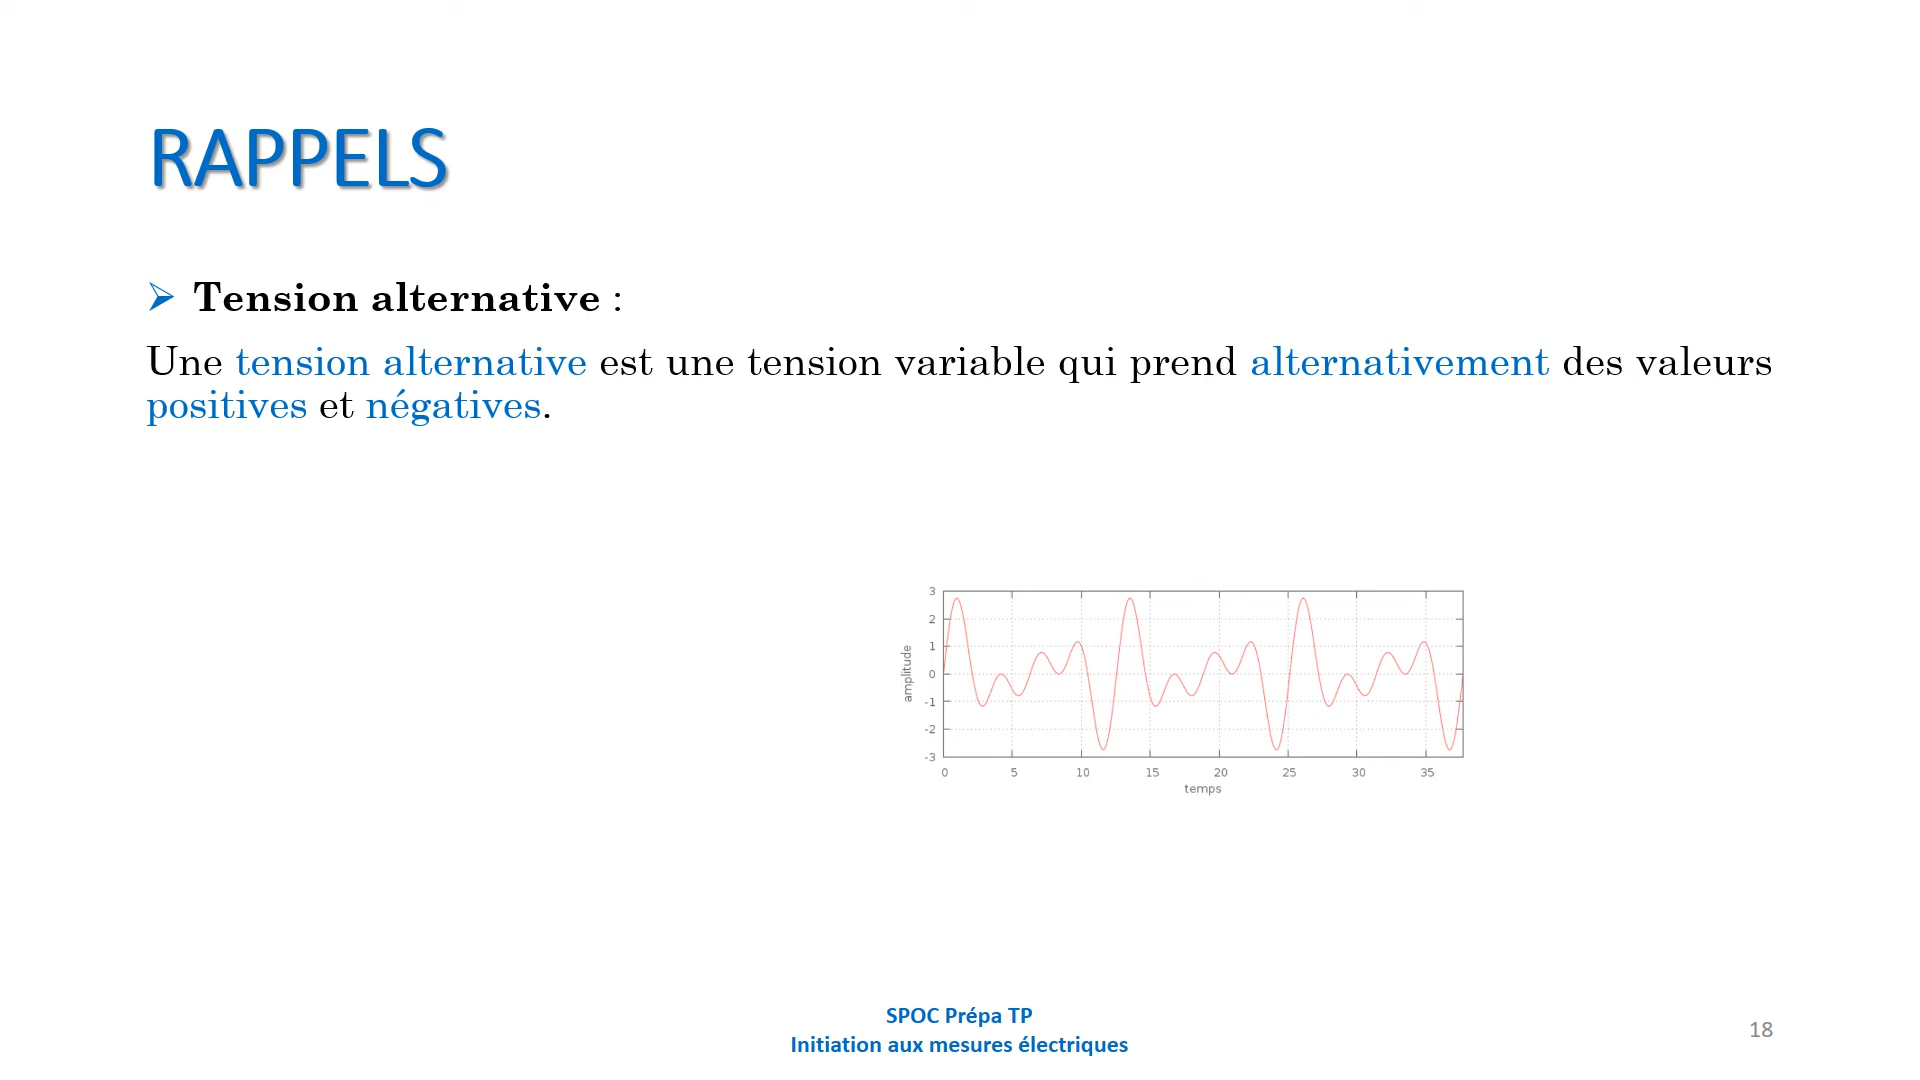 RAPPELS
Tension alternative :
Une tension alternative est une tension variable qui prend alternativement des valeurs
positives et négatives.
3
2
1
0
-1
-2
-3
amplitude
0 5 10 15 20 25 30 35
temps
SPOC Prépa TP
Initiation aux mesures électriques
18